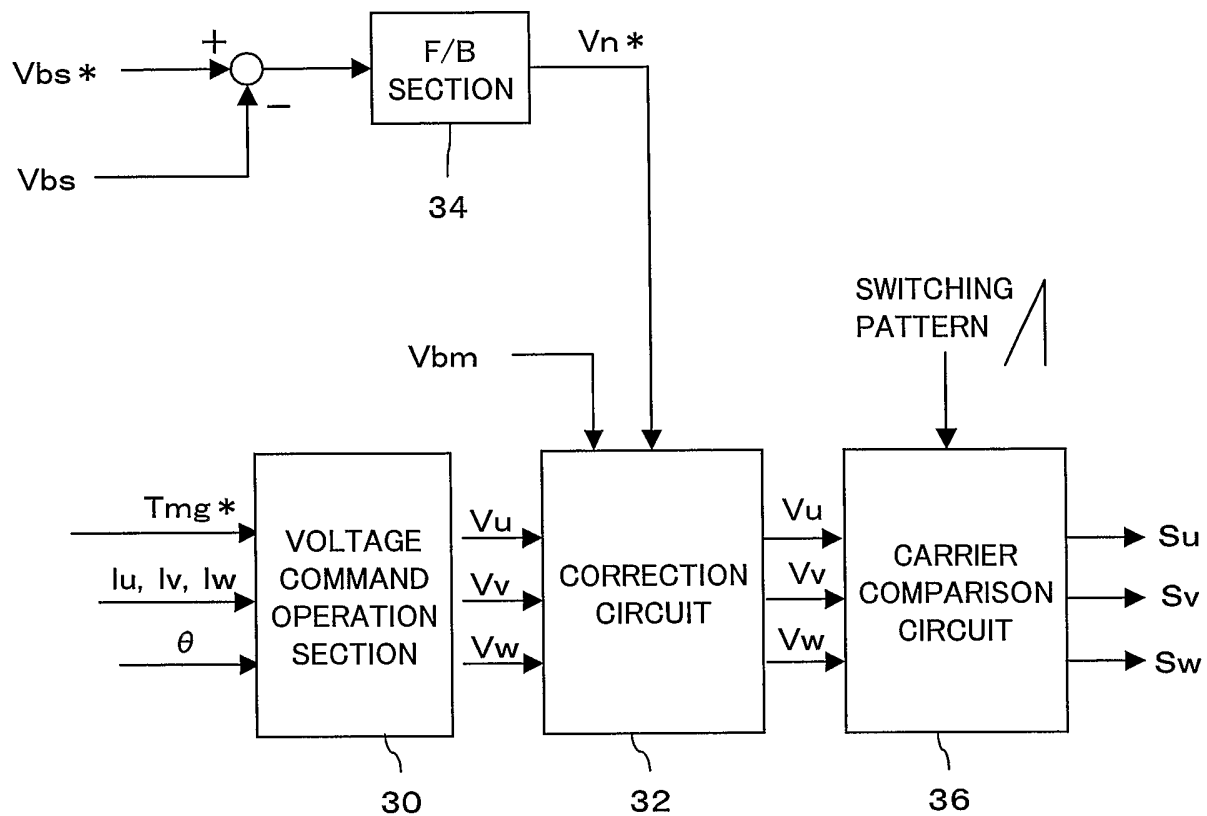 +
Vbs*
−
Vbs
F/B
SECTION
34
Vn*
Vbm
SWITCHING
PATTERN
Tmg*
Iu, Iv, Iw
θ
VOLTAGE
COMMAND
OPERATION
SECTION
30
Vu
Vv
Vw
CORRECTION
CIRCUIT
32
Vu
Vv
Vw
CARRIER
COMPARISON
CIRCUIT
36
Su
Sv
Sw